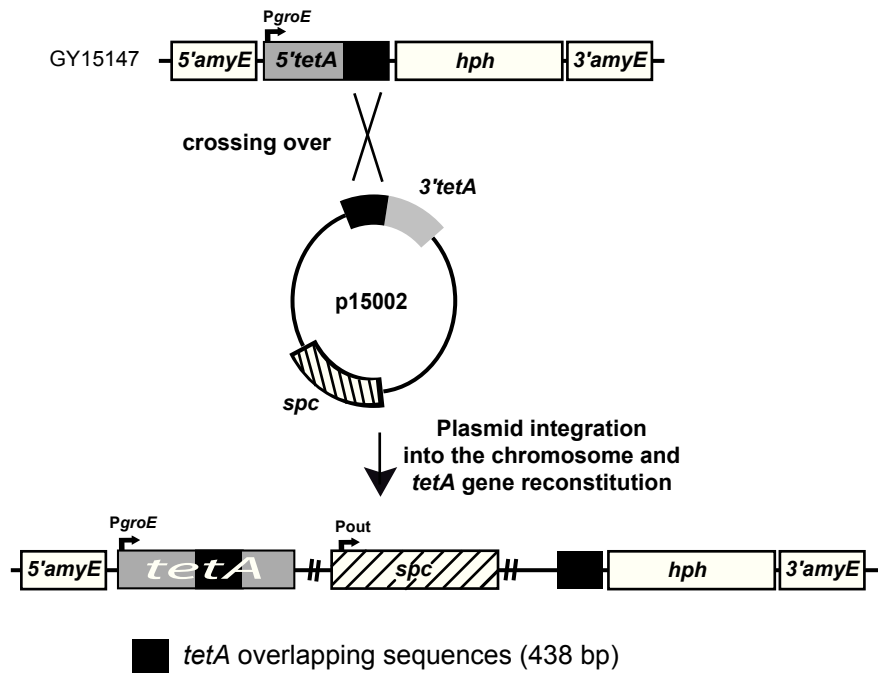 PgroE
GY15147
5'amyE
5'tetA
hph
3'amyE
crossing over
3'tetA
p15002
spc
Plasmid integration
into the chromosome and
tetA gene reconstitution
PgroE
Pout
5'amyE
tetA
spc
hph
3'amyE
tetA overlapping sequences (438 bp)